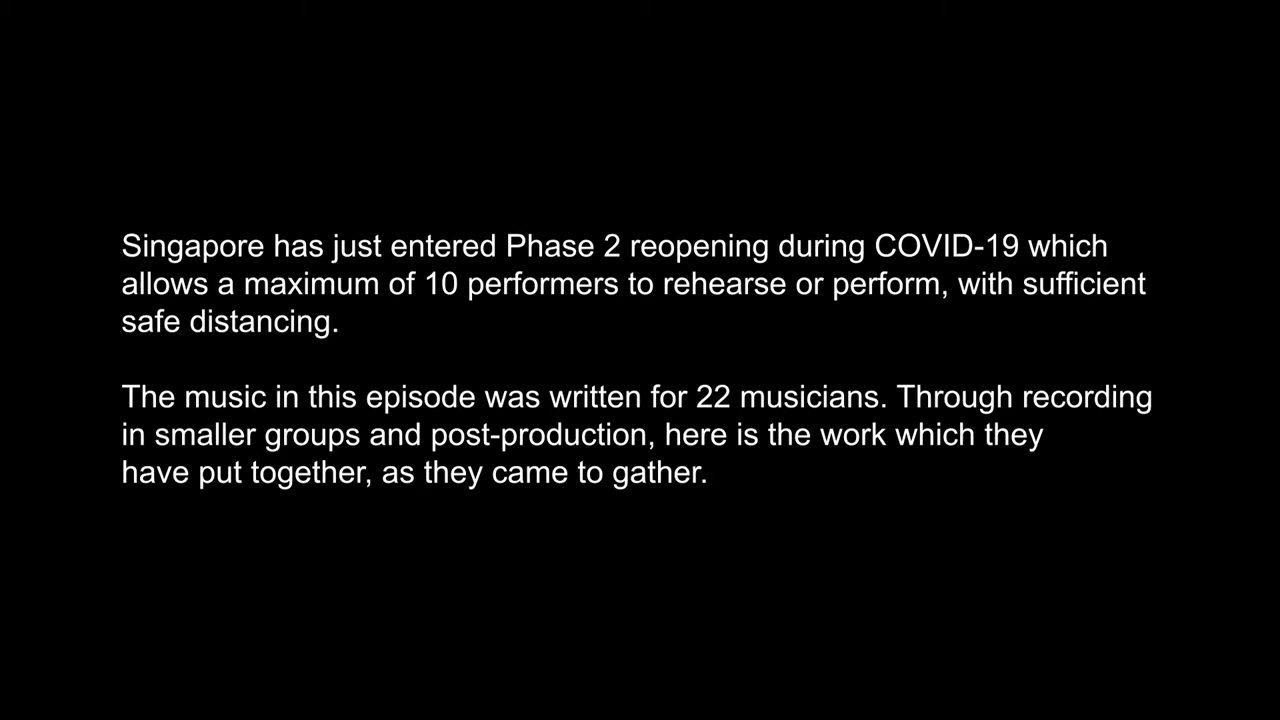 Singapore has just entered Phase 2 reopening during COVID-19 which
allows a maximum of 10 performers to rehearse or perform, with sufficient
safe distancing.
The music in this episode was written for 22 musicians. Through recording
in smaller groups and post-production, here is the work which they
have put together, as they came to gather.